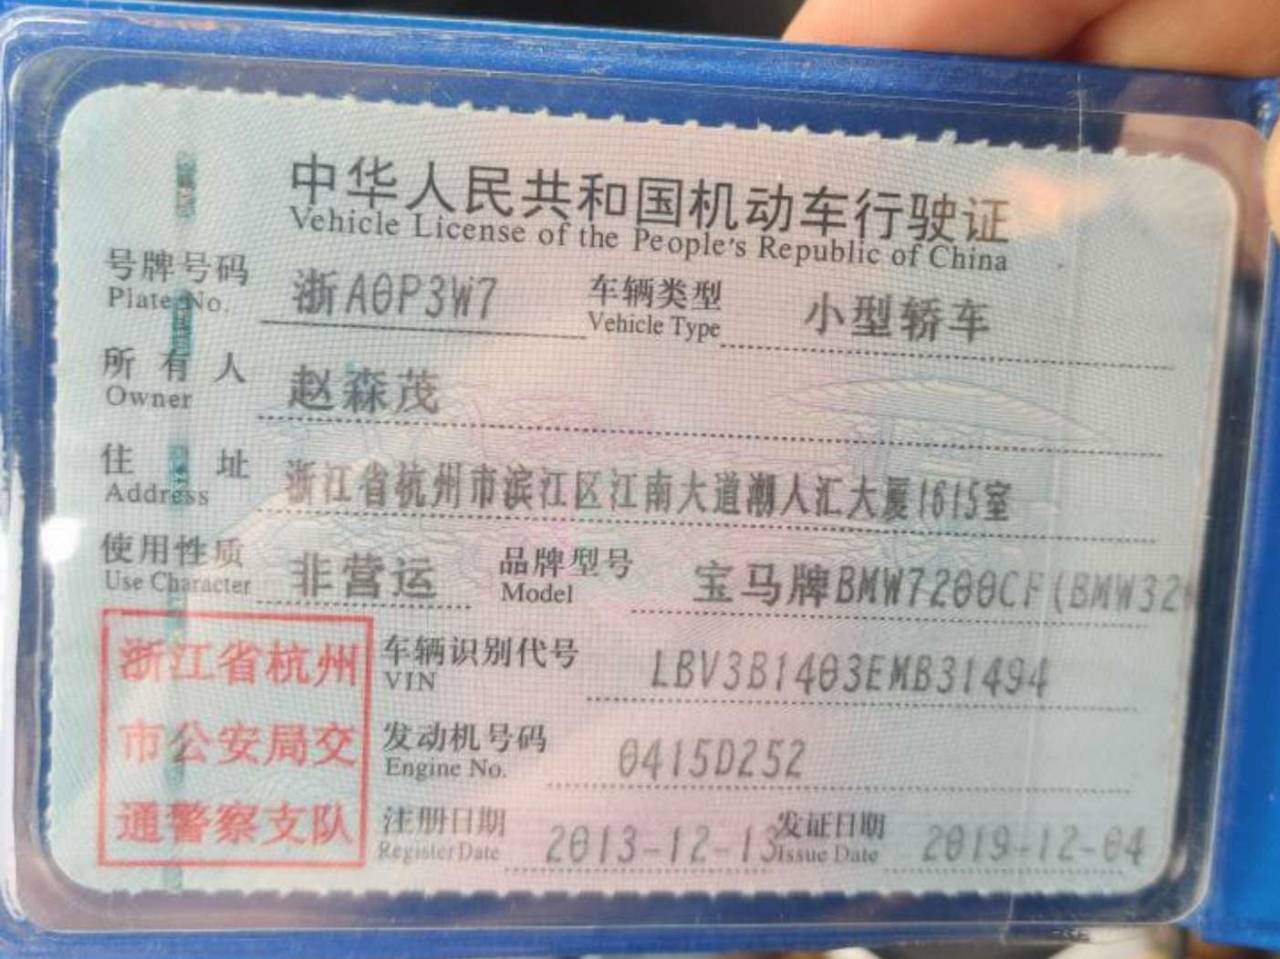 中华人民共和国机动车行驶证
Vehicle License of the People's Republic of China
号牌号码 浙A0P3W7 车辆类型 小型轿车
Plate No. Vehicle Type
所有人 赵森茂
Owner
住址 浙江省杭州市滨江区江南大道潮人汇大厦1615室
Address
使用性质 非营运 品牌型号 宝马牌BMW7200CF(BMW32
Use Character Model
浙江省杭州 车辆识别代号 LBV3B1403EMB31494
VIN
市公安局交 发动机号码 0415D252
Engine No.
通警察支队 注册日期 2013-12-13 发证日期 2019-12-04
Register Date Issue Date